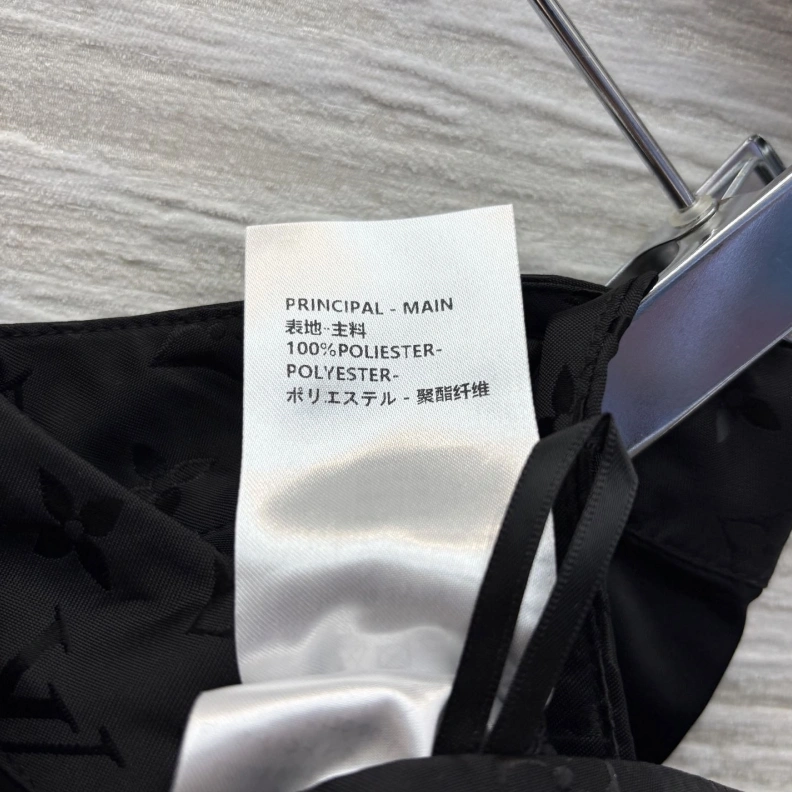 PRINCIPAL - MAIN
表地-主料
100%POLIESTER-
POLYESTER-
ポリエステル - 聚酯纤维